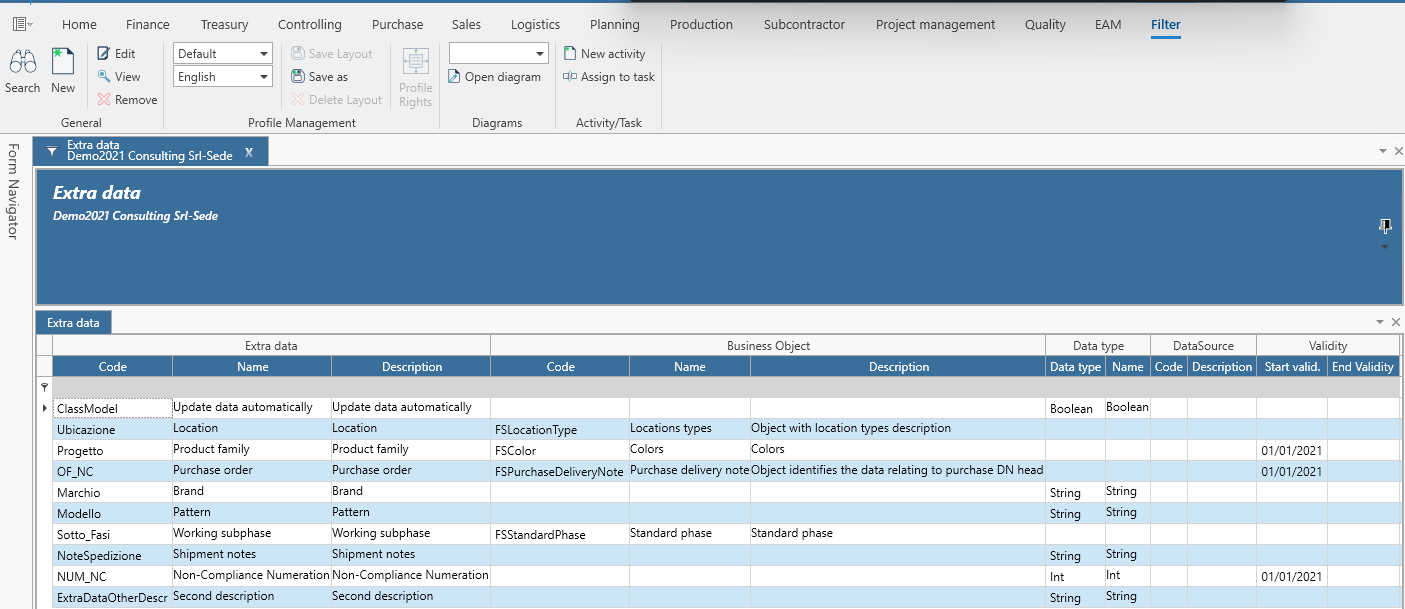 Home Finance Treasury Controlling Purchase Sales Logistics Planning Production Subcontractor Project management Quality EAM Filter
Search New Edit View Remove
General
Default
English
Save Layout
Save as
Delete Layout
Profile Rights
Profile Management
Open diagram
Diagrams
New activity
Assign to task
Activity/Task
Form Navigator
Extra data
Demo2021 Consulting Srl-Sede X
Extra data
Demo2021 Consulting Srl-Sede
Extra data
Extra data Business Object Data type DataSource Validity
Code Name Description Code Name Description Data type Name Code Description Start valid. End Validity
ClassModel Update data automatically Update data automatically Boolean Boolean
Ubicazione Location Location FSLocationType Locations types Object with location types description
Progetto Product family Product family FSColor Colors Colors 01/01/2021
OF_NC Purchase order Purchase order FSPurchaseDeliveryNote Purchase delivery note Object identifies the data relating to purchase DN head 01/01/2021
Marchio Brand Brand String String
Modello Pattern Pattern String String
Sotto_Fasi Working subphase Working subphase FSStandardPhase Standard phase Standard phase
NoteSpedizione Shipment notes Shipment notes String String
NUM_NC Non-Compliance Numeration Non-Compliance Numeration Int Int 01/01/2021
ExtraDataOtherDescr Second description Second description String String